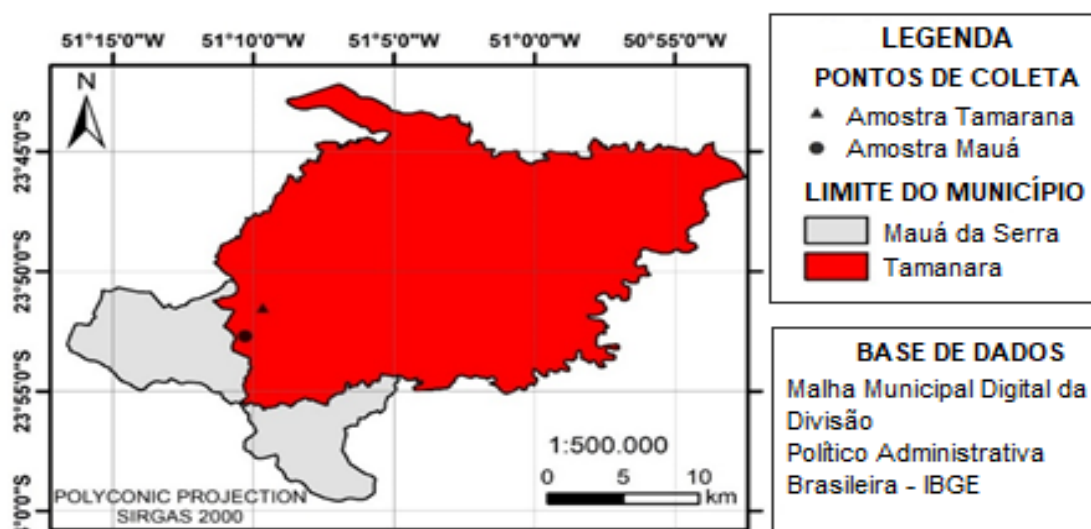 51°15'0"W 51°10'0"W 51°5'0"W 51°0'0"W 50°55'0"W
N
23°45'0"S
23°50'0"S
23°55'0"S
°0'0"S
1:500.000
0 5 10
km
POLYCONIC PROJECTION
SIRGAS 2000
LEGENDA
PONTOS DE COLETA
Amostra Tamarana
Amostra Mauá
LIMITE DO MUNICÍPIO
Mauá da Serra
Tamanara
BASE DE DADOS
Malha Municipal Digital da
Divisão
Político Administrativa
Brasileira - IBGE